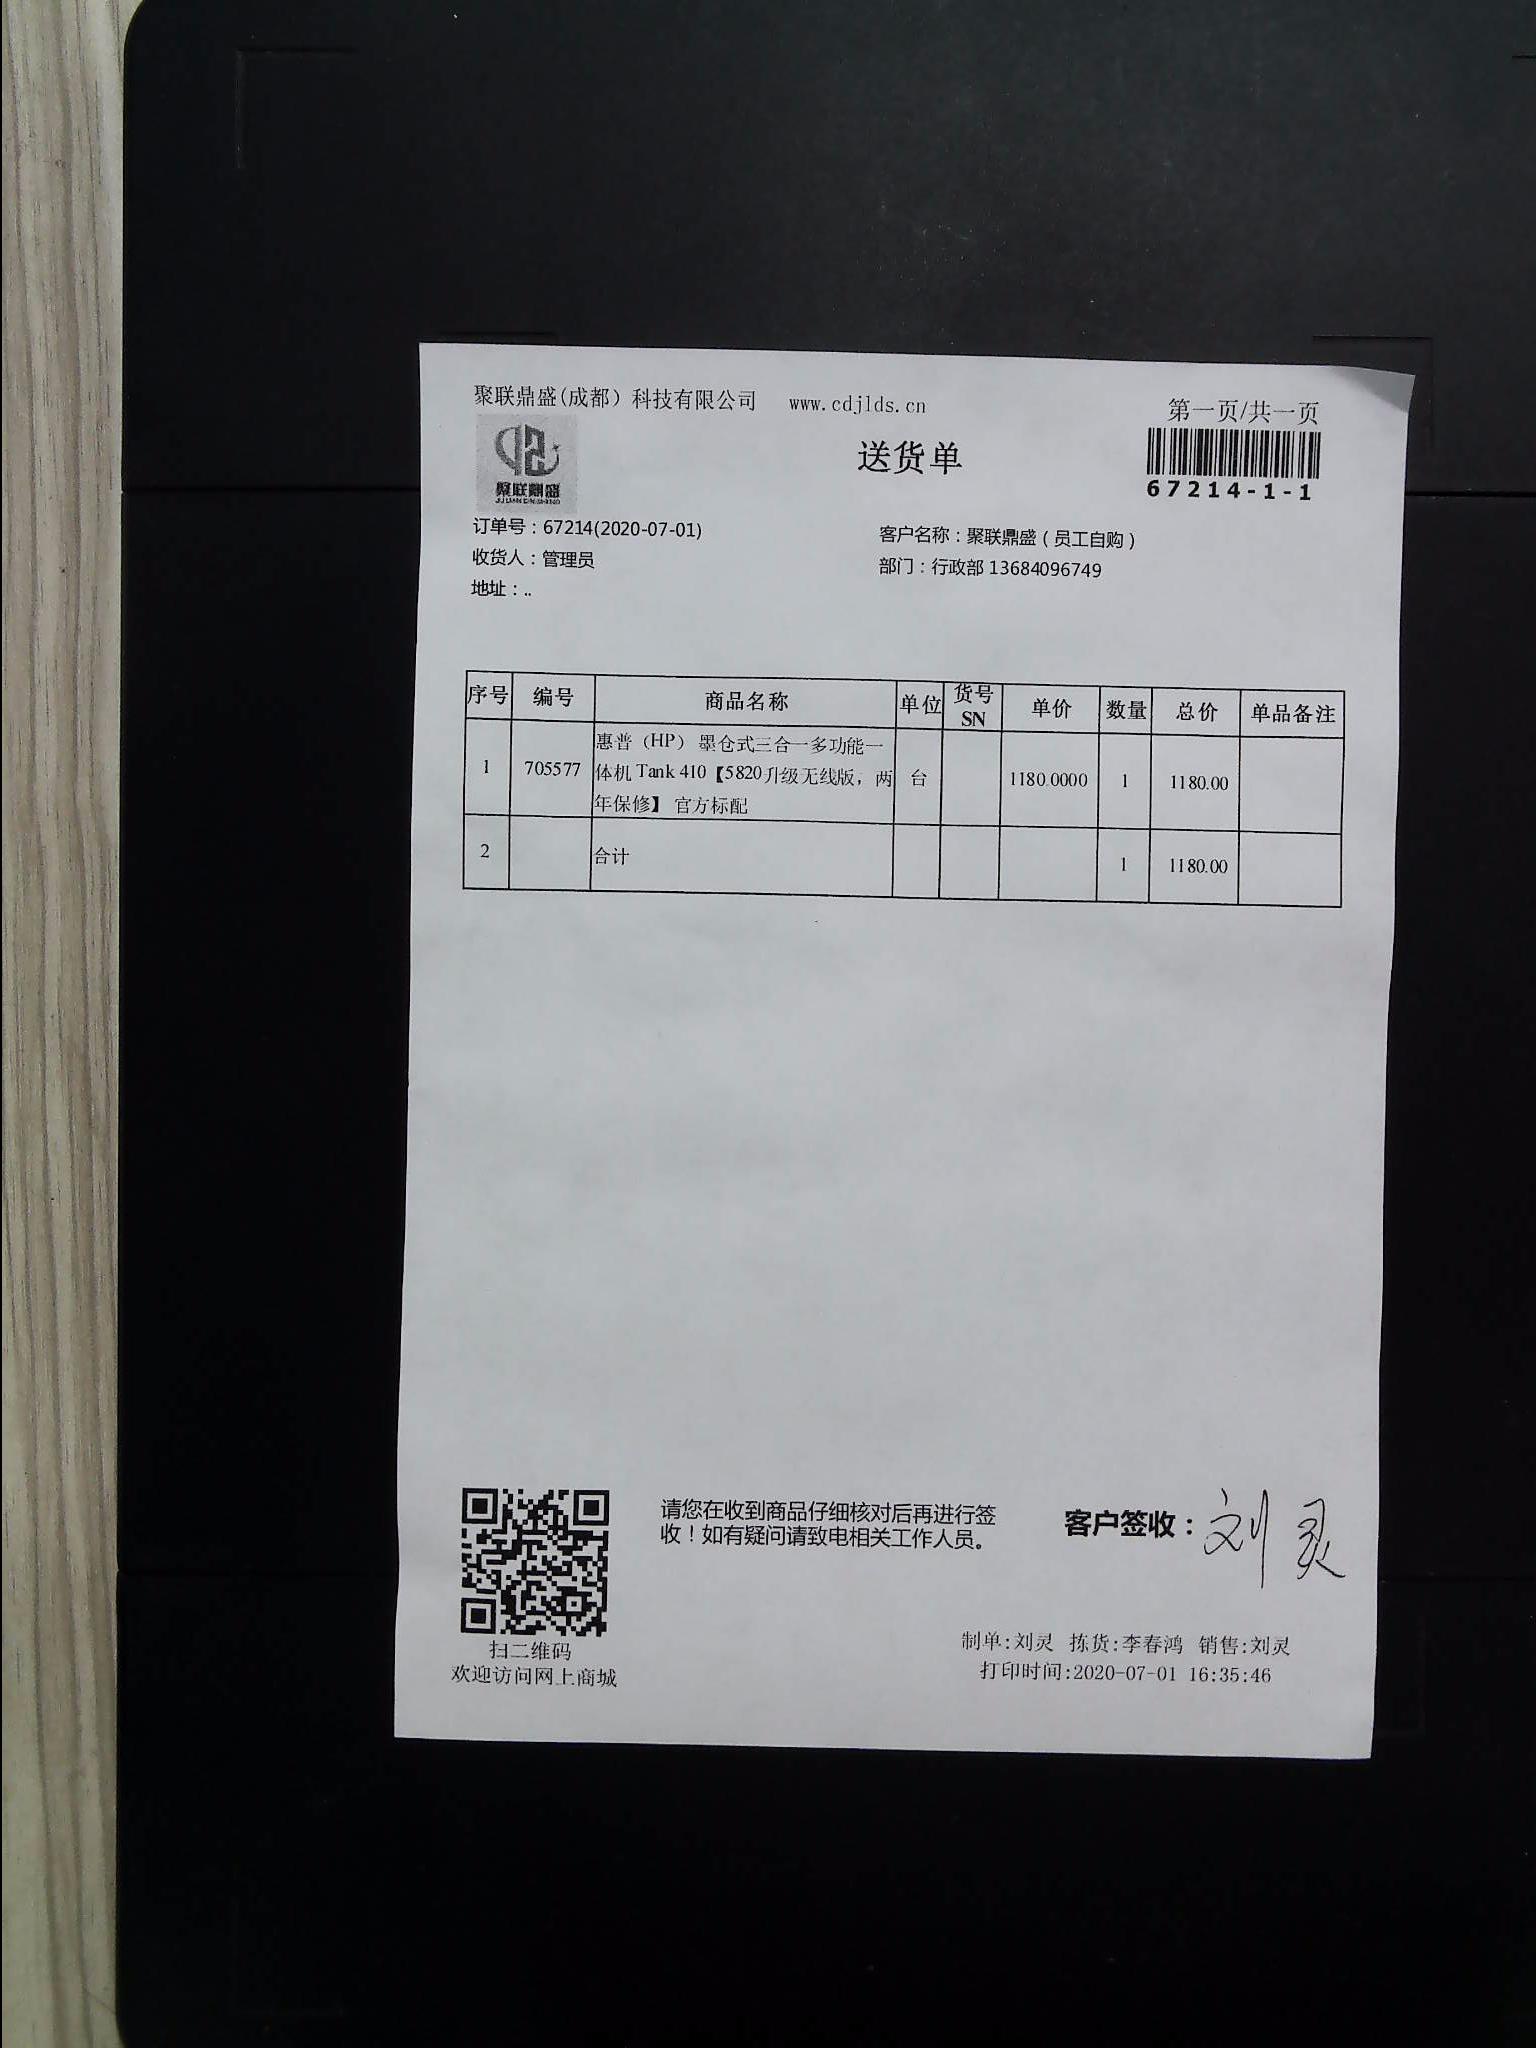 聚联鼎盛(成都）科技有限公司 www.cdjlds.cn
第一页/共一页
聚联鼎盛
送货单
67214-1-1
订单号：67214(2020-07-01)
客户名称：聚联鼎盛（员工自购）
收货人：管理员
部门：行政部 13684096749
地址：..
序号 编号 商品名称 单位 货号 SN 单价 数量 总价 单品备注
1 705577 惠普（HP） 墨仓式三合一多功能一 台 1180.0000 1 1180.00
体机 Tank 410【5820升级无线版，两
年保修】 官方标配
2 合计 1 1180.00
请您在收到商品仔细核对后再进行签
收！如有疑问请致电相关工作人员。
客户签收：刘灵
扫二维码
欢迎访问网上商城
制单:刘灵 拣货:李春鸿 销售:刘灵
打印时间:2020-07-01 16:35:46